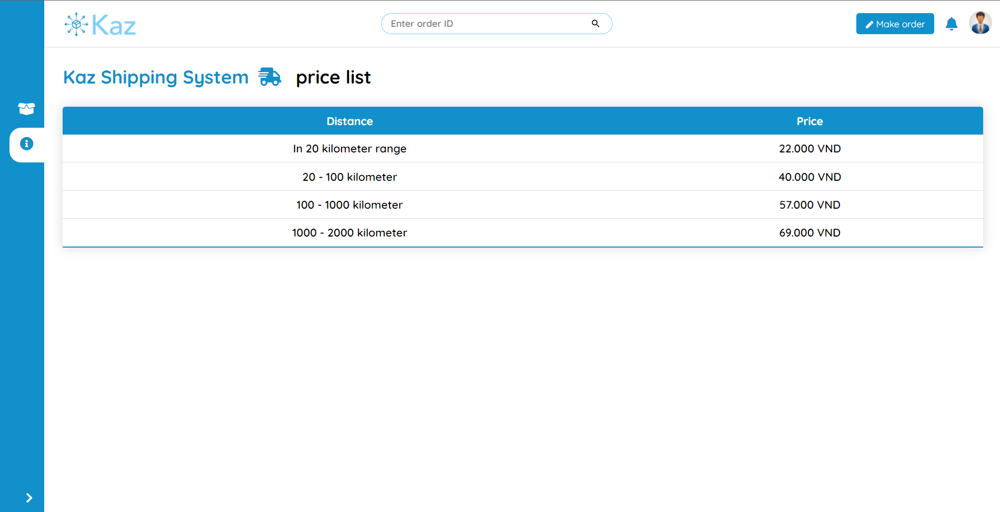 Kaz
Enter order ID
Make order
Kaz Shipping System price list
Distance Price
In 20 kilometer range 22.000 VND
20 - 100 kilometer 40.000 VND
100 - 1000 kilometer 57.000 VND
1000 - 2000 kilometer 69.000 VND